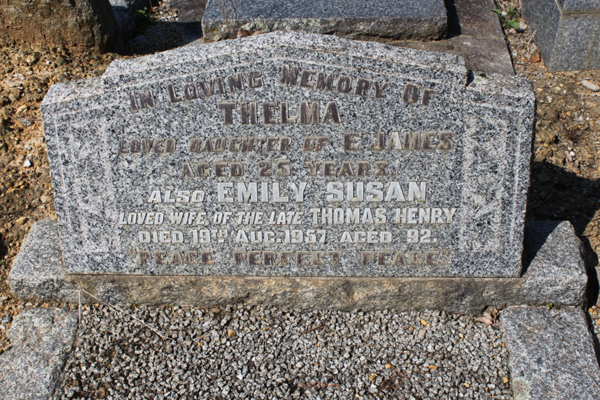 IN LOVING MEMORY OF
THELMA
LOVED DAUGHTER OF E. JAMES
AGED 25 YEARS.
ALSO EMILY SUSAN
LOVED WIFE OF THE LATE THOMAS HENRY
DIED 19TH AUG. 1957 AGED 92.
"PEACE PERFECT PEACE"